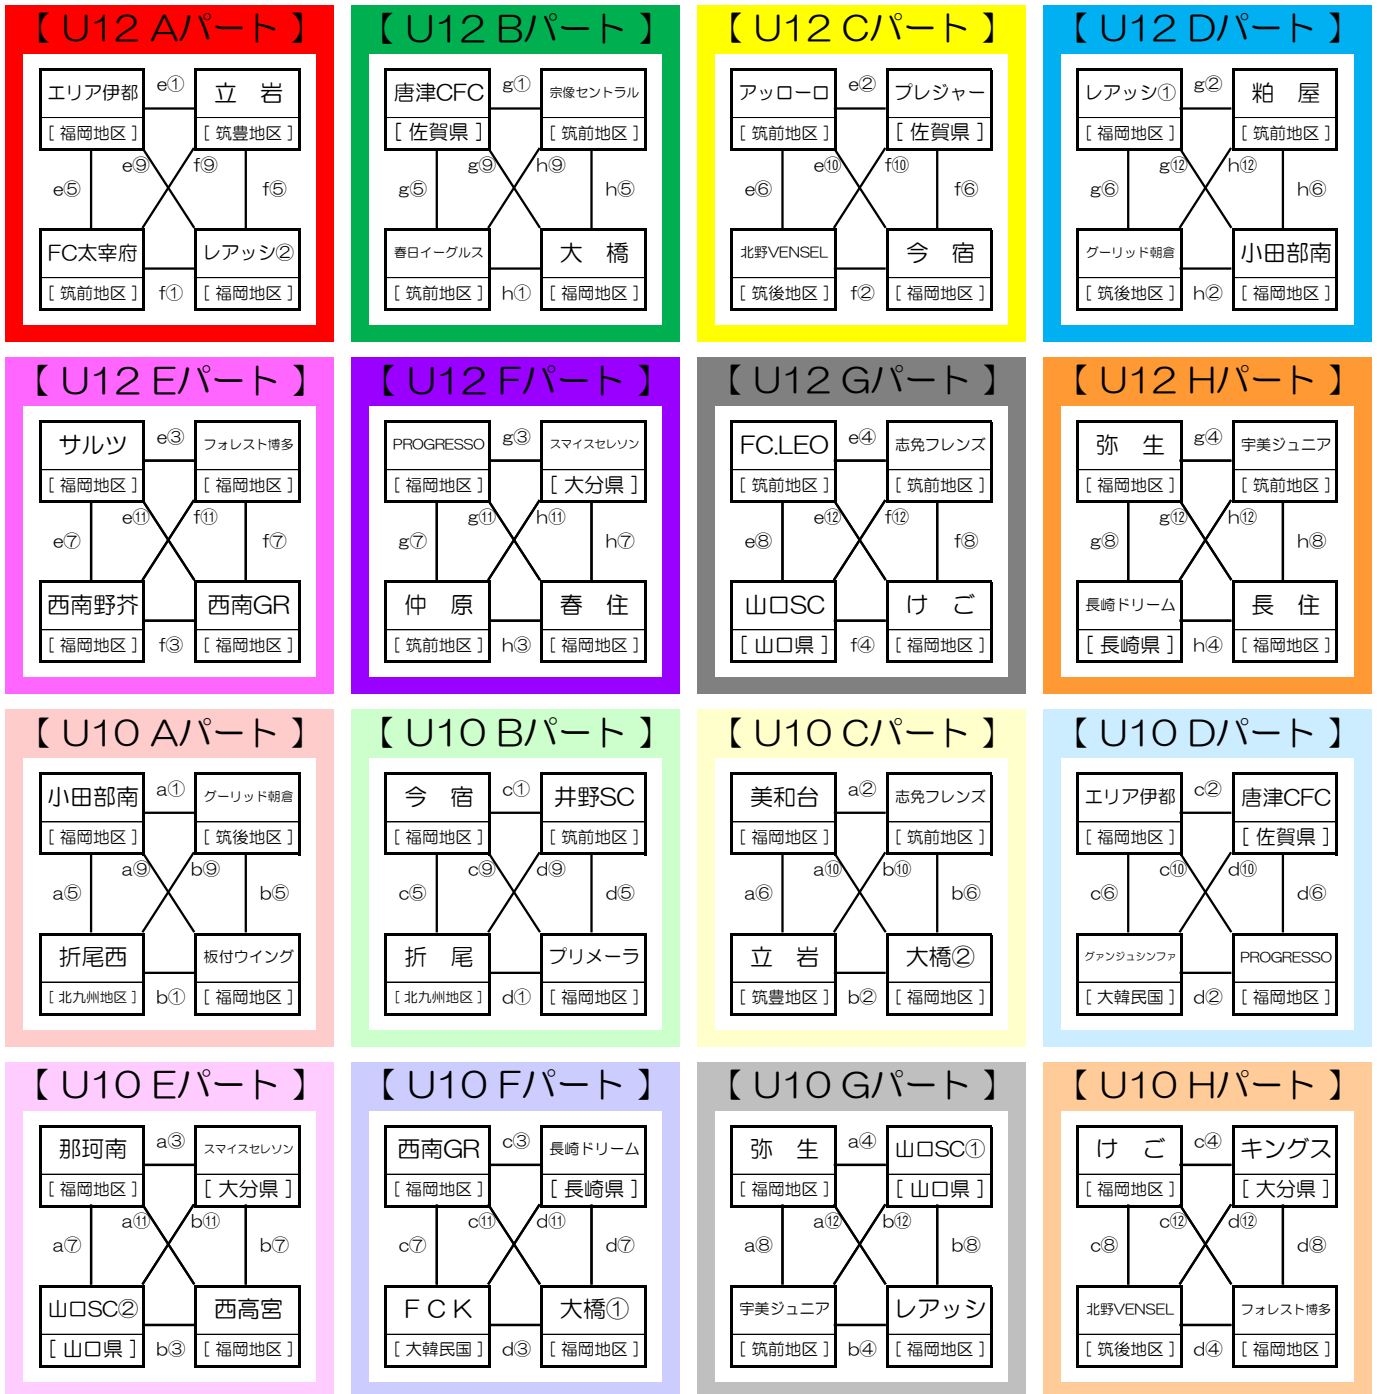 【 U12 Aパート 】
エリア伊都 e① 立　岩
[ 福岡地区 ] [ 筑豊地区 ]
e⑨ f⑨
e⑤ f⑤
FC太宰府 レアッシ②
[ 筑前地区 ] f① [ 福岡地区 ]
【 U12 Bパート 】
唐津CFC g① 宗像セントラル
[ 佐賀県 ] [ 筑前地区 ]
g⑨ h⑨
g⑤ h⑤
春日イーグルス 大　橋
[ 筑前地区 ] h① [ 福岡地区 ]
【 U12 Cパート 】
アッローロ e② プレジャー
[ 筑前地区 ] [ 佐賀県 ]
e⑩ f⑩
e⑥ f⑥
北野VENSEL 今　宿
[ 筑後地区 ] f② [ 福岡地区 ]
【 U12 Dパート 】
レアッシ① g② 粕　屋
[ 福岡地区 ] [ 筑前地区 ]
g⑫ h⑫
g⑥ h⑥
グーリッド朝倉 小田部南
[ 筑後地区 ] h② [ 福岡地区 ]
【 U12 Eパート 】
サルツ e③ フォレスト博多
[ 福岡地区 ] [ 福岡地区 ]
e⑪ f⑪
e⑦ f⑦
西南野芥 西南GR
[ 福岡地区 ] f③ [ 福岡地区 ]
【 U12 Fパート 】
PROGRESSO g③ スマイスセレソン
[ 福岡地区 ] [ 大分県 ]
g⑪ h⑪
g⑦ h⑦
仲　原 春　住
[ 筑前地区 ] h③ [ 福岡地区 ]
【 U12 Gパート 】
FC.LEO e④ 志免フレンズ
[ 筑前地区 ] [ 筑前地区 ]
e⑫ f⑫
e⑧ f⑧
山口SC け　ご
[ 山口県 ] f④ [ 福岡地区 ]
【 U12 Hパート 】
弥　生 g④ 宇美ジュニア
[ 福岡地区 ] [ 筑前地区 ]
g⑫ h⑫
g⑧ h⑧
長崎ドリーム 長　住
[ 長崎県 ] h④ [ 福岡地区 ]
【 U10 Aパート 】
小田部南 a① グーリッド朝倉
[ 福岡地区 ] [ 筑後地区 ]
a⑨ b⑨
a⑤ b⑤
折尾西 板付ウイング
[ 北九州地区 ] b① [ 福岡地区 ]
【 U10 Bパート 】
今　宿 c① 井野SC
[ 福岡地区 ] [ 筑前地区 ]
c⑨ d⑨
c⑤ d⑤
折　尾 プリメーラ
[ 北九州地区 ] d① [ 福岡地区 ]
【 U10 Cパート 】
美和台 a② 志免フレンズ
[ 福岡地区 ] [ 筑前地区 ]
a⑩ b⑩
a⑥ b⑥
立　岩 大橋②
[ 筑豊地区 ] b② [ 福岡地区 ]
【 U10 Dパート 】
エリア伊都 c② 唐津CFC
[ 福岡地区 ] [ 佐賀県 ]
c⑩ d⑩
c⑥ d⑥
グァンジュシンファ PROGRESSO
[ 大韓民国 ] d② [ 福岡地区 ]
【 U10 Eパート 】
那珂南 a③ スマイスセレソン
[ 福岡地区 ] [ 大分県 ]
a⑪ b⑪
a⑦ b⑦
山口SC② 西高宮
[ 山口県 ] b③ [ 福岡地区 ]
【 U10 Fパート 】
西南GR c③ 長崎ドリーム
[ 福岡地区 ] [ 長崎県 ]
c⑪ d⑪
c⑦ d⑦
ＦＣＫ 大橋①
[ 大韓民国 ] d③ [ 福岡地区 ]
【 U10 Gパート 】
弥　生 a④ 山口SC①
[ 福岡地区 ] [ 山口県 ]
a⑫ b⑫
a⑧ b⑧
宇美ジュニア レアッシ
[ 筑前地区 ] b④ [ 福岡地区 ]
【 U10 Hパート 】
け　ご c④ キングス
[ 福岡地区 ] [ 大分県 ]
c⑫ d⑫
c⑧ d⑧
北野VENSEL フォレスト博多
[ 筑後地区 ] d④ [ 福岡地区 ]